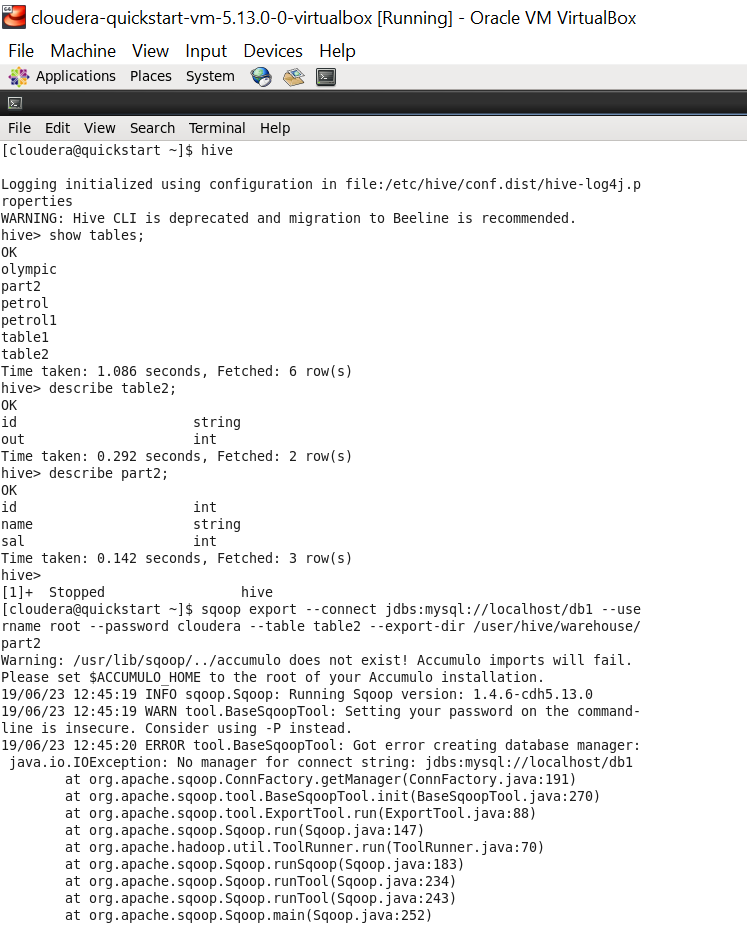 cloudera-quickstart-vm-5.13.0-0-virtualbox [Running] - Oracle VM VirtualBox
File Machine View Input Devices Help
Applications Places System
File Edit View Search Terminal Help
[cloudera@quickstart ~]$ hive
Logging initialized using configuration in file:/etc/hive/conf.dist/hive-log4j.p
roperties
WARNING: Hive CLI is deprecated and migration to Beeline is recommended.
hive> show tables;
OK
olympic
part2
petrol
petrol1
table1
table2
Time taken: 1.086 seconds, Fetched: 6 row(s)
hive> describe table2;
OK
id                      string
out                     int
Time taken: 0.292 seconds, Fetched: 2 row(s)
hive> describe part2;
OK
id                      int
name                    string
sal                     int
Time taken: 0.142 seconds, Fetched: 3 row(s)
hive>
[1]+  Stopped                 hive
[cloudera@quickstart ~]$ sqoop export --connect jdbs:mysql://localhost/db1 --use
rname root --password cloudera --table table2 --export-dir /user/hive/warehouse/
part2
Warning: /usr/lib/sqoop/../accumulo does not exist! Accumulo imports will fail.
Please set $ACCUMULO_HOME to the root of your Accumulo installation.
19/06/23 12:45:19 INFO sqoop.Sqoop: Running Sqoop version: 1.4.6-cdh5.13.0
19/06/23 12:45:19 WARN tool.BaseSqoopTool: Setting your password on the command-
line is insecure. Consider using -P instead.
19/06/23 12:45:20 ERROR tool.BaseSqoopTool: Got error creating database manager:
 java.io.IOException: No manager for connect string: jdbs:mysql://localhost/db1
        at org.apache.sqoop.ConnFactory.getManager(ConnFactory.java:191)
        at org.apache.sqoop.tool.BaseSqoopTool.init(BaseSqoopTool.java:270)
        at org.apache.sqoop.tool.ExportTool.run(ExportTool.java:88)
        at org.apache.sqoop.Sqoop.run(Sqoop.java:147)
        at org.apache.hadoop.util.ToolRunner.run(ToolRunner.java:70)
        at org.apache.sqoop.Sqoop.runSqoop(Sqoop.java:183)
        at org.apache.sqoop.Sqoop.runTool(Sqoop.java:234)
        at org.apache.sqoop.Sqoop.runTool(Sqoop.java:243)
        at org.apache.sqoop.Sqoop.main(Sqoop.java:252)